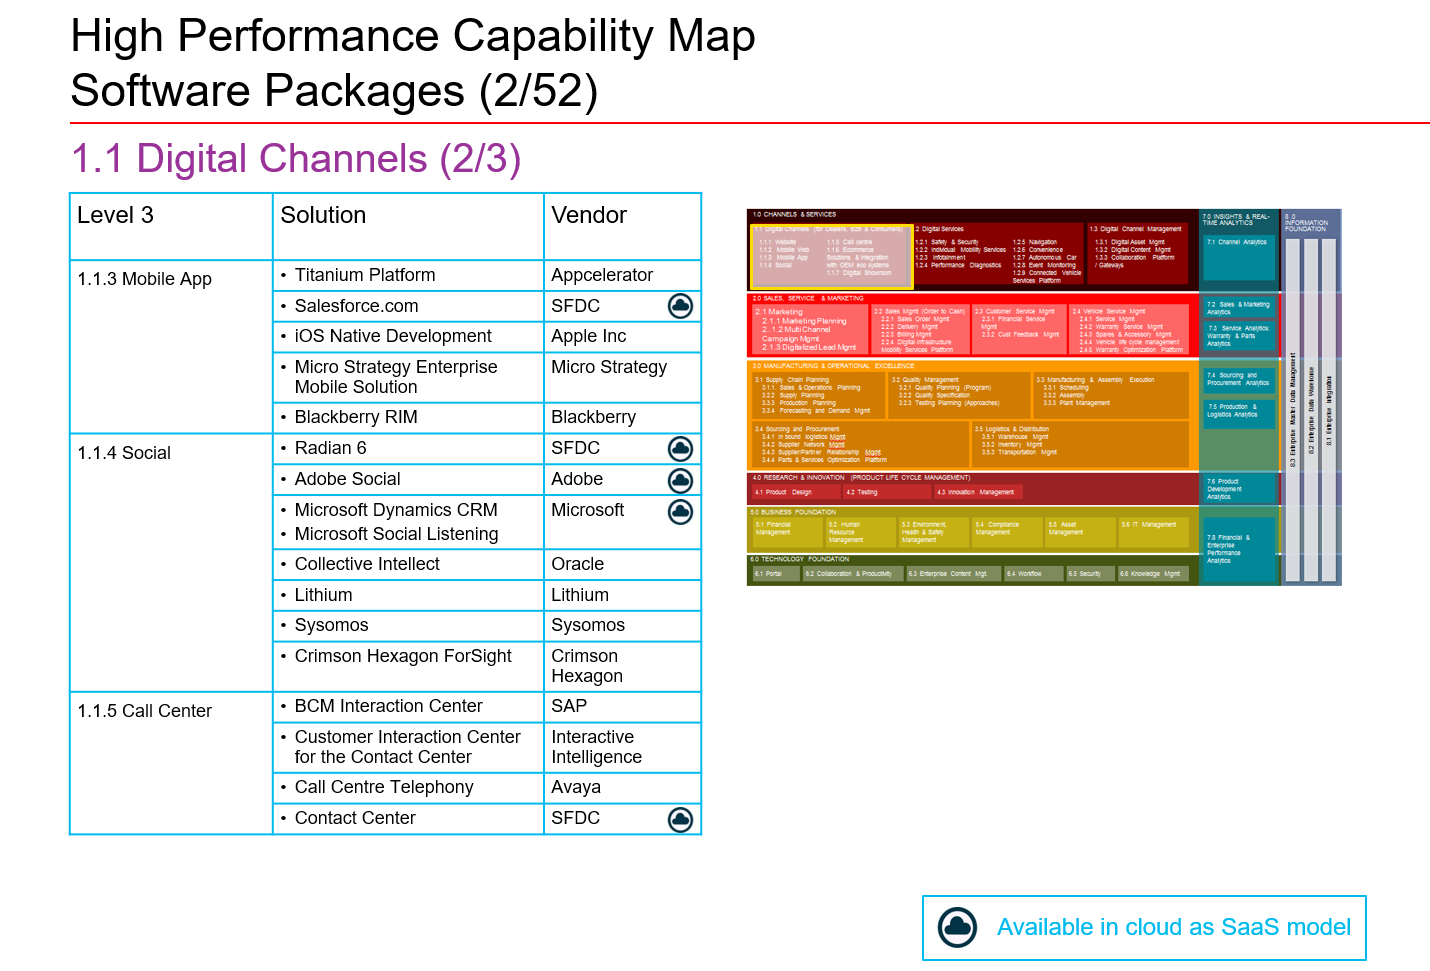 High Performance Capability Map
Software Packages (2/52)
1.1 Digital Channels (2/3)
Level 3
Solution
Vendor
1.1.3 Mobile App
• Titanium Platform
Appcelerator
• Salesforce.com
SFDC
• iOS Native Development
Apple Inc
• Micro Strategy Enterprise
Mobile Solution
Micro Strategy
• Blackberry RIM
Blackberry
1.1.4 Social
• Radian 6
SFDC
• Adobe Social
Adobe
• Microsoft Dynamics CRM
• Microsoft Social Listening
Microsoft
• Collective Intellect
Oracle
• Lithium
Lithium
• Sysomos
Sysomos
• Crimson Hexagon ForSight
Crimson
Hexagon
1.1.5 Call Center
• BCM Interaction Center
SAP
• Customer Interaction Center
for the Contact Center
Interactive
Intelligence
• Call Centre Telephony
Avaya
• Contact Center
SFDC
1.0 CHANNELS & SERVICES
1.1 Digital Channels (for Dealers, B2B & Consumers)
1.1.1 Website
1.1.2 Mobile Web
1.1.3 Mobile App
1.1.4 Social
1.1.5 Call centre
1.1.6 Ecommerce
Solutions & Integration
with OEM eco systems
1.1.7 Digital Showroom
.2 Digital Services
1.2.1 Safety & Security
1.2.2 Individual Mobility Services
1.2.3 Infotainment
1.2.4 Performance Diagnostics
1.2.5 Navigation
1.2.6 Convenience
1.2.7 Autonomous Car
1.2.8 Event Monitoring
1.2.9 Connected Vehicle
Services Platform
1.3 Digital Channel Management
1.3.1 Digital Asset Mgmt
1.3.2 Digital Content Mgmt
1.3.3 Collaboration Platform
/ Gateways
2.0 SALES, SERVICE & MARKETING
2.1 Marketing
2.1.1 Marketing Planning
2..1.2 Multi Channel
Campaign Mgmt
2.1.3 Digitalized Lead Mgmt
2.2 Sales Mgmt (Order to Cash)
2.2.1 Sales Order Mgmt
2.2.2 Delivery Mgmt
2.2.3 Billing Mgmt
2.2.4 Digital Infrastructure
Mobility Services Platform
2.3 Customer Service Mgmt
2.3.1 Financial Service
Mgmt
2.3.2 Cust Feedback Mgmt
2.4 Vehicle Service Mgmt
2.4.1 Service Mgmt
2.4.2 Warranty Service Mgmt
2.4.3 Spares & Accessory Mgmt
2.4.4 Vehicle life cycle management
2.4.5 Warranty Optimization Platform
3.0 MANUFACTURING & OPERATIONAL EXCELLENCE
3.1 Supply Chain Planning
3.1.1. Sales & Operations Planning
3.2.2 Supply Planning
3.3.3 Production Planning
3.3.4 Forecasting and Demand Mgmt
3.2 Quality Management
3.2.1 Quality Planning (Program)
3.2.2 Quality Specification
3.2.3 Testing Planning (Approaches)
3.3 Manufacturing & Assembly Execution
3.3.1 Scheduling
3.3.2 Assembly
3.3.3 Plant Management
3.4 Sourcing and Procurement
3.4.1 In bound logistics Mgmt
3.4.2 Supplier Network Mgmt
3.4.3 Supplier/Partner Relationship Mgmt
3.4.4 Parts & Services Optimization Platform
3.5 Logistics & Distribution
3.5.1 Warehouse Mgmt
3.5.2 Inventory Mgmt
3.5.3 Transportation Mgmt
4.0 RESEARCH & INNOVATION (PRODUCT LIFE CYCLE MANAGEMENT)
4.1 Product Design
4.2 Testing
4.3 Innovation Management
5.0 BUSINESS FOUNDATION
5.1 Financial
Management
5.2 Human
Resource
Management
5.3 Environment,
Health & Safety
Management
5.4 Compliance
Management
5.5 Asset
Management
5.6 IT Management
6.0 TECHNOLOGY FOUNDATION
6.1 Portal
6.2 Collaboration & Productivity
6.3 Enterprise Content Mgt.
6.4 Workflow
6.5 Security
6.6 Knowledge Mgmt
7.0 INSIGHTS & REAL-
TIME ANALYTICS
7.1 Channel Analytics
7.2 Sales & Marketing
Analytics
7.3 Service Analytics:
Warranty & Parts
Analytics
7.4 Sourcing and
Procurement Analytics
7.5 Production &
Logistics Analytics
7.6 Product
Development
Analytics
7.8 Financial &
Enterprise
Performance
Analytics
8 .0
INFORMATION
FOUNDATION
8.3 Enterprise Master Data Management
8.2 Enterprise Data Warehouse
8.1 Enterprise Integration
Available in cloud as SaaS model